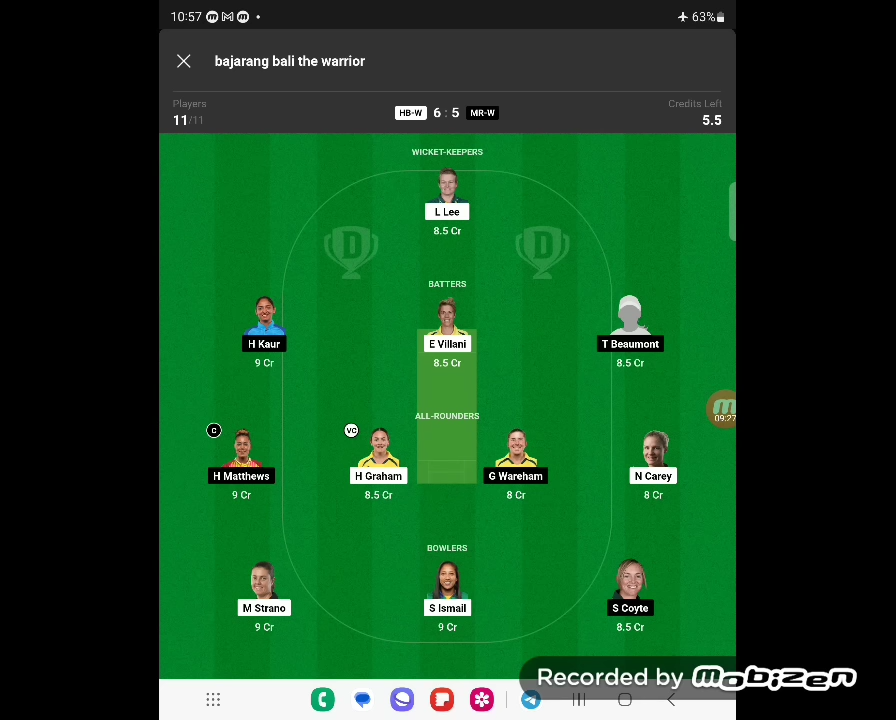 10:57
63%
bajarang bali the warrior
Players
Credits Left
11/11
HB-W 6 : 5 MR-W
5.5
WICKET-KEEPERS
L Lee
8.5 Cr
D D
BATTERS
H Kaur E Villani T Beaumont
9 Cr 8.5 Cr 8.5 Cr
09:27
ALL-ROUNDERS
C VC
H Matthews H Graham G Wareham N Carey
9 Cr 8.5 Cr 8 Cr 8 Cr
BOWLERS
M Strano S Ismail S Coyte
9 Cr 9 Cr 8.5 Cr
Recorded by mobizen